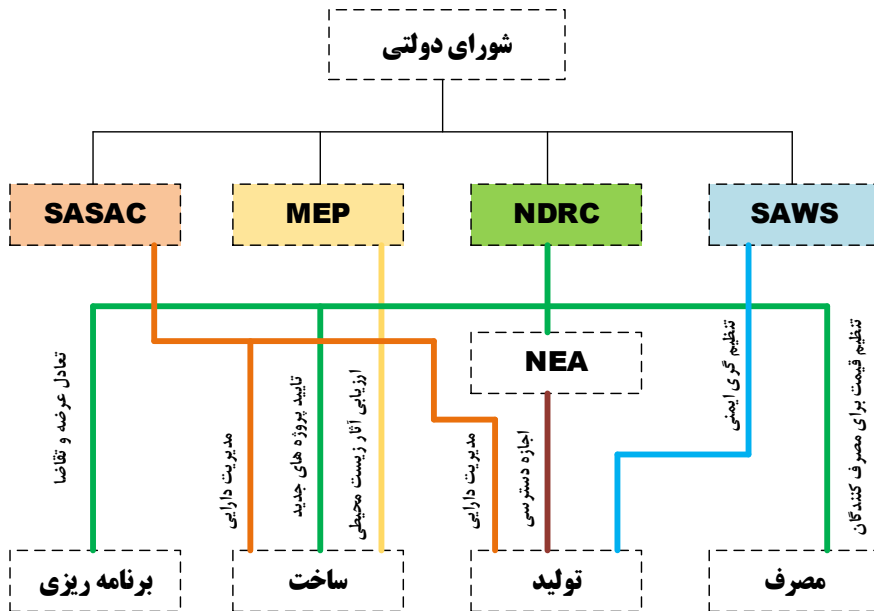 شورای دولتی
SASAC
MEP
NDRC
SAWS
NEA
تعادل عرضه و تقاضا
مدیریت دارایی
تایید پروژه های جدید
ارزیابی آثار زیست محیطی
مدیریت دارایی
اجازه دسترسی
تنظیم گری ایمنی
تنظیم قیمت برای مصرف کنندگان
برنامه ریزی
ساخت
تولید
مصرف